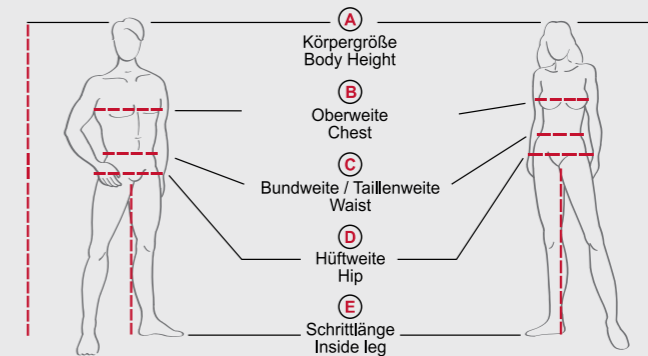 A
Körpergröße
Body Height
B
Oberweite
Chest
C
Bundweite / Taillenweite
Waist
D
Hüftweite
Hip
E
Schrittlänge
Inside leg